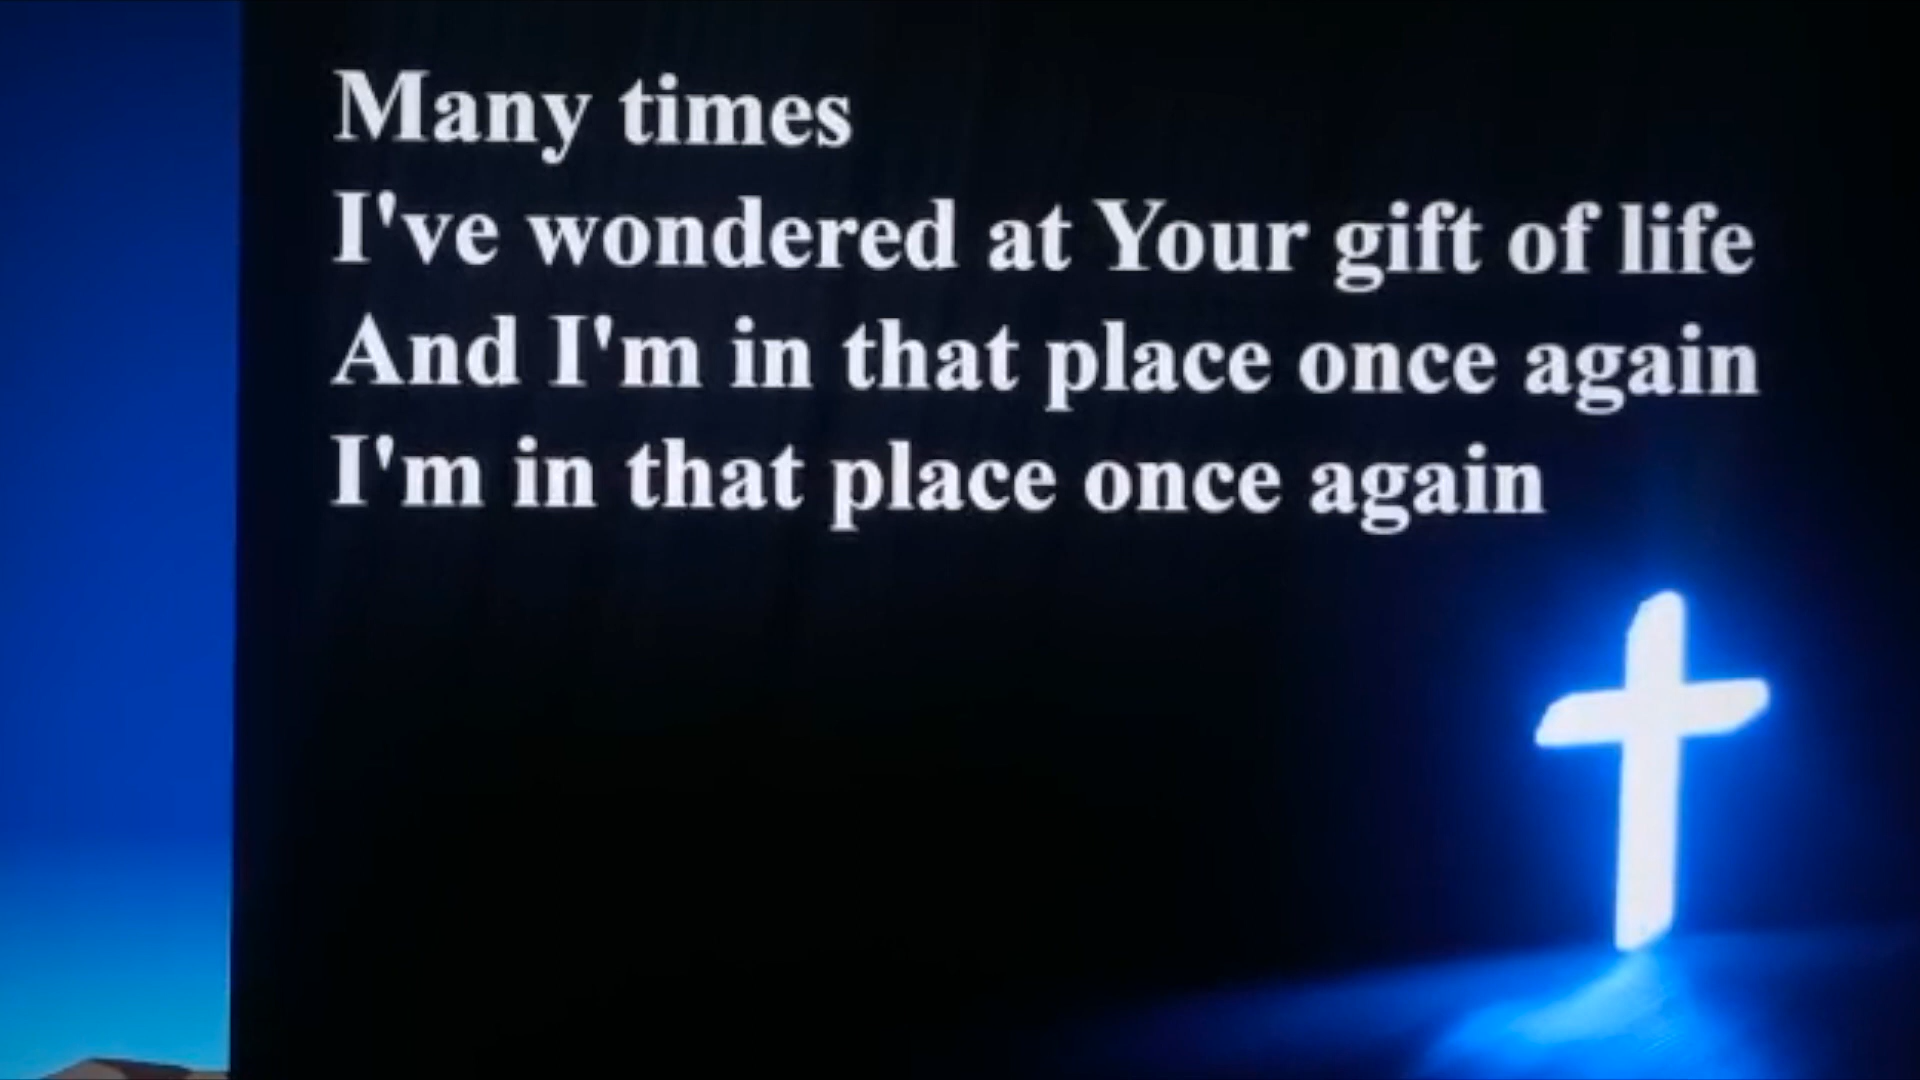 Many times
I've wondered at Your gift of life
And I'm in that place once again
I'm in that place once again